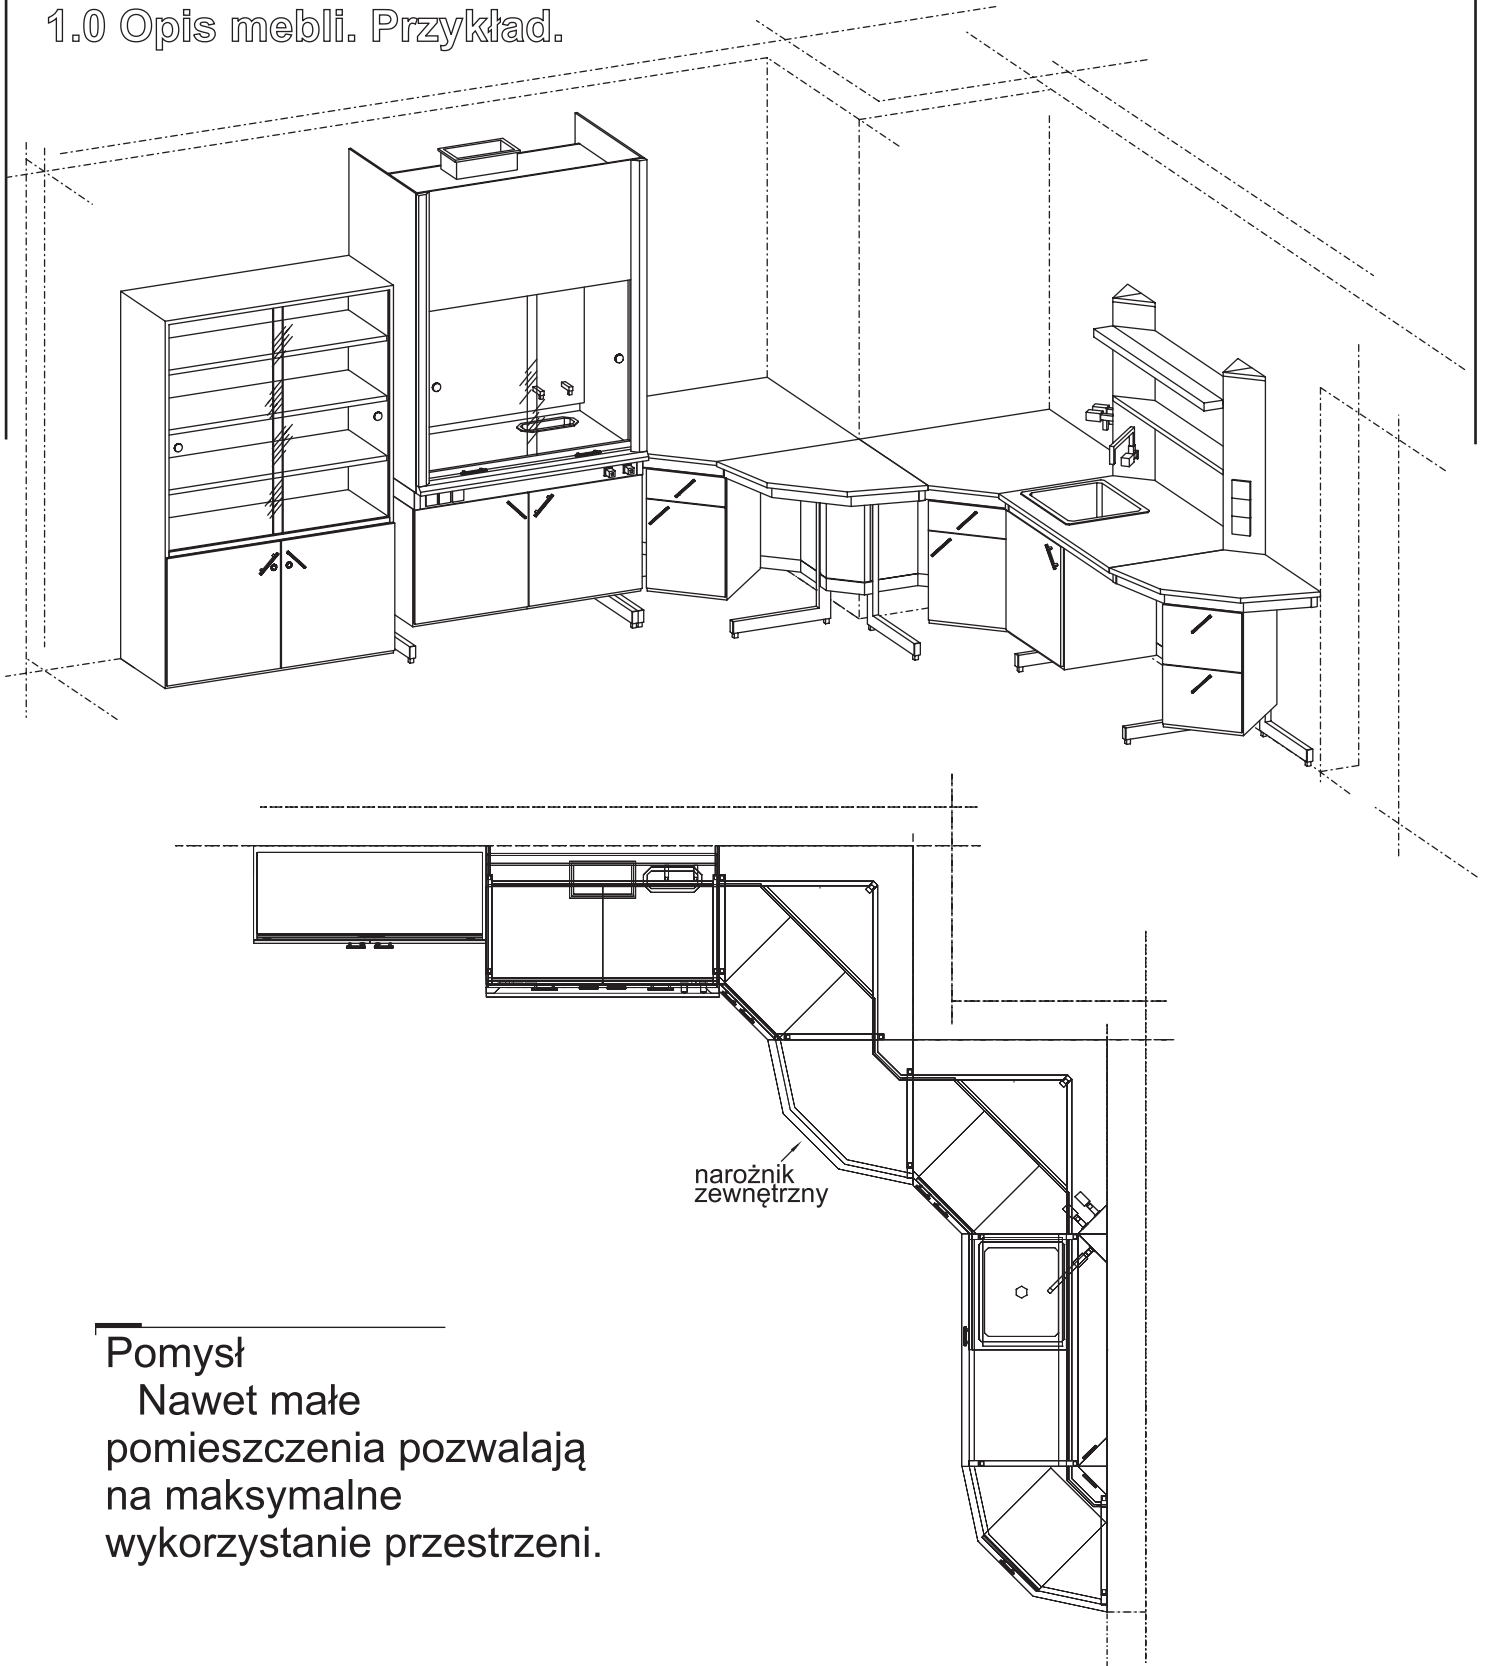 1.0 Opis mebli. Przykład.
narożnik
zewnętrzny
Pomysł
Nawet małe
pomieszczenia pozwalają
na maksymalne
wykorzystanie przestrzeni.